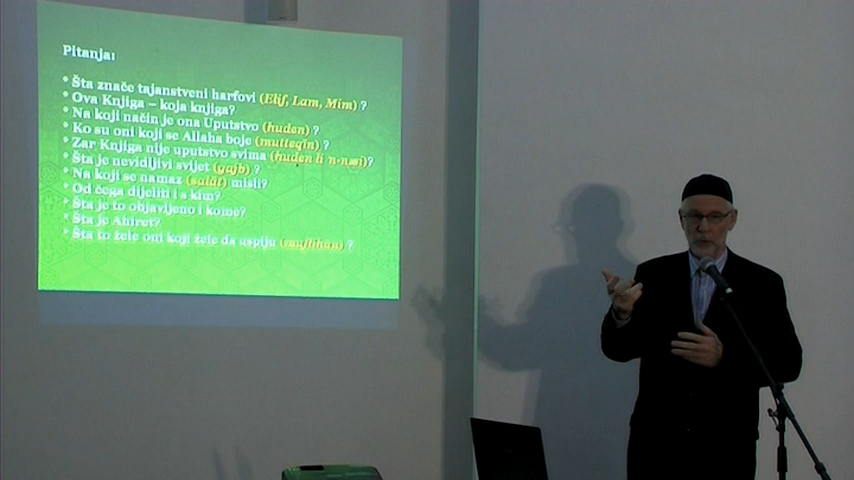 Pitanja:
° Šta znače tajanstveni harfovi (Elif, Lam, Mim) ?
° Ova Knjiga – koja knjiga?
° Na koji način je ona Uputstvo (huden) ?
° Ko su oni koji se Allaha boje (mutteqīn) ?
° Zar Knjiga nije uputstvo svima (huden li n-nasi)?
° Šta je nevidljivi svijet (gajb) ?
° Na koji se namaz (salāt) misli?
° Od čega dijeliti i s kim?
° Šta je to objavljeno i kome?
° Šta je Ahiret?
° Šta to žele oni koji žele da uspiju ?